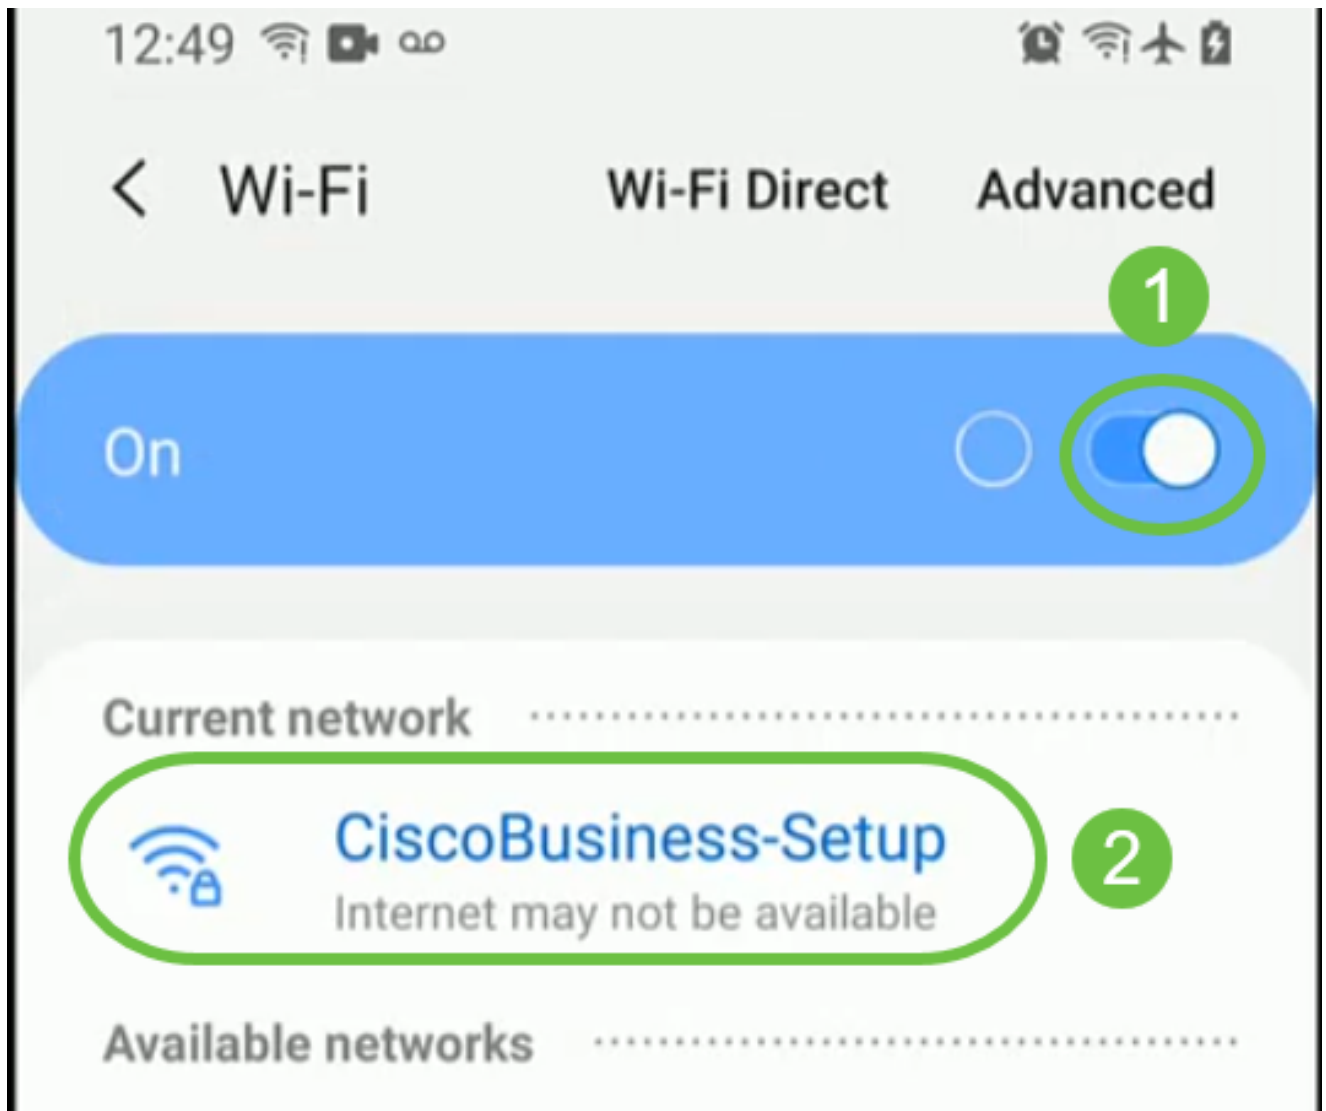 12:49
Wi-Fi Wi-Fi Direct Advanced
1
On
Current network
CiscoBusiness-Setup
2
Internet may not be available
Available networks